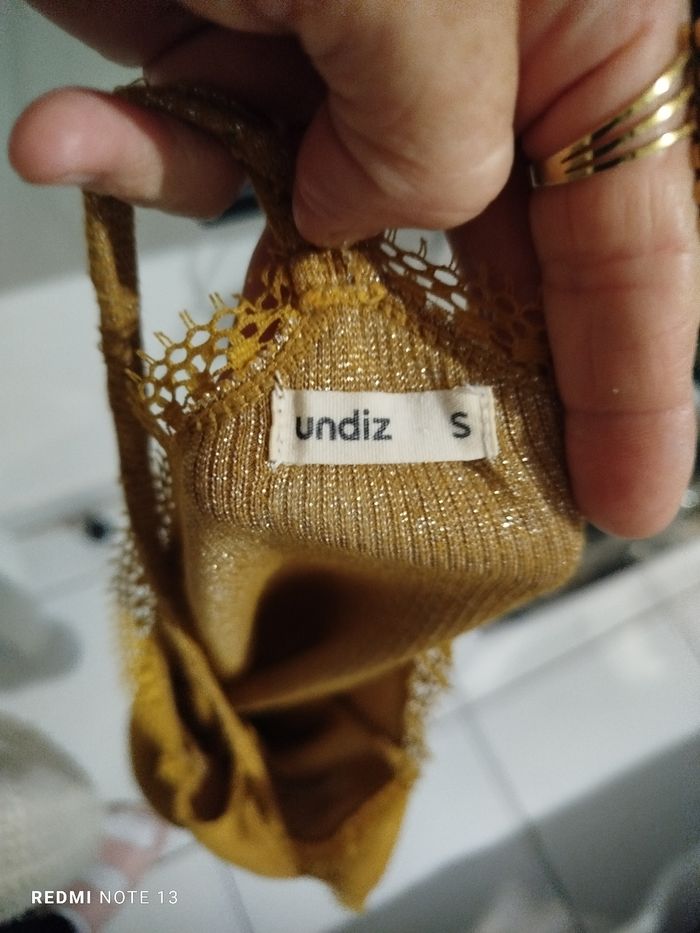 undiz S
REDMI NOTE 13